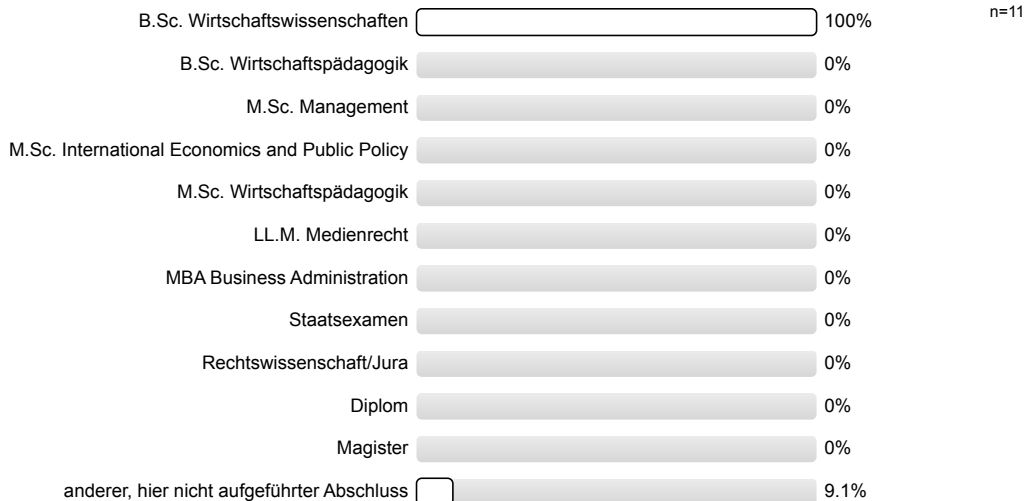 B.Sc. Wirtschaftswissenschaften 100% n=11
B.Sc. Wirtschaftspädagogik 0%
M.Sc. Management 0%
M.Sc. International Economics and Public Policy 0%
M.Sc. Wirtschaftspädagogik 0%
LL.M. Medienrecht 0%
MBA Business Administration 0%
Staatsexamen 0%
Rechtswissenschaft/Jura 0%
Diplom 0%
Magister 0%
anderer, hier nicht aufgeführter Abschluss 9.1%